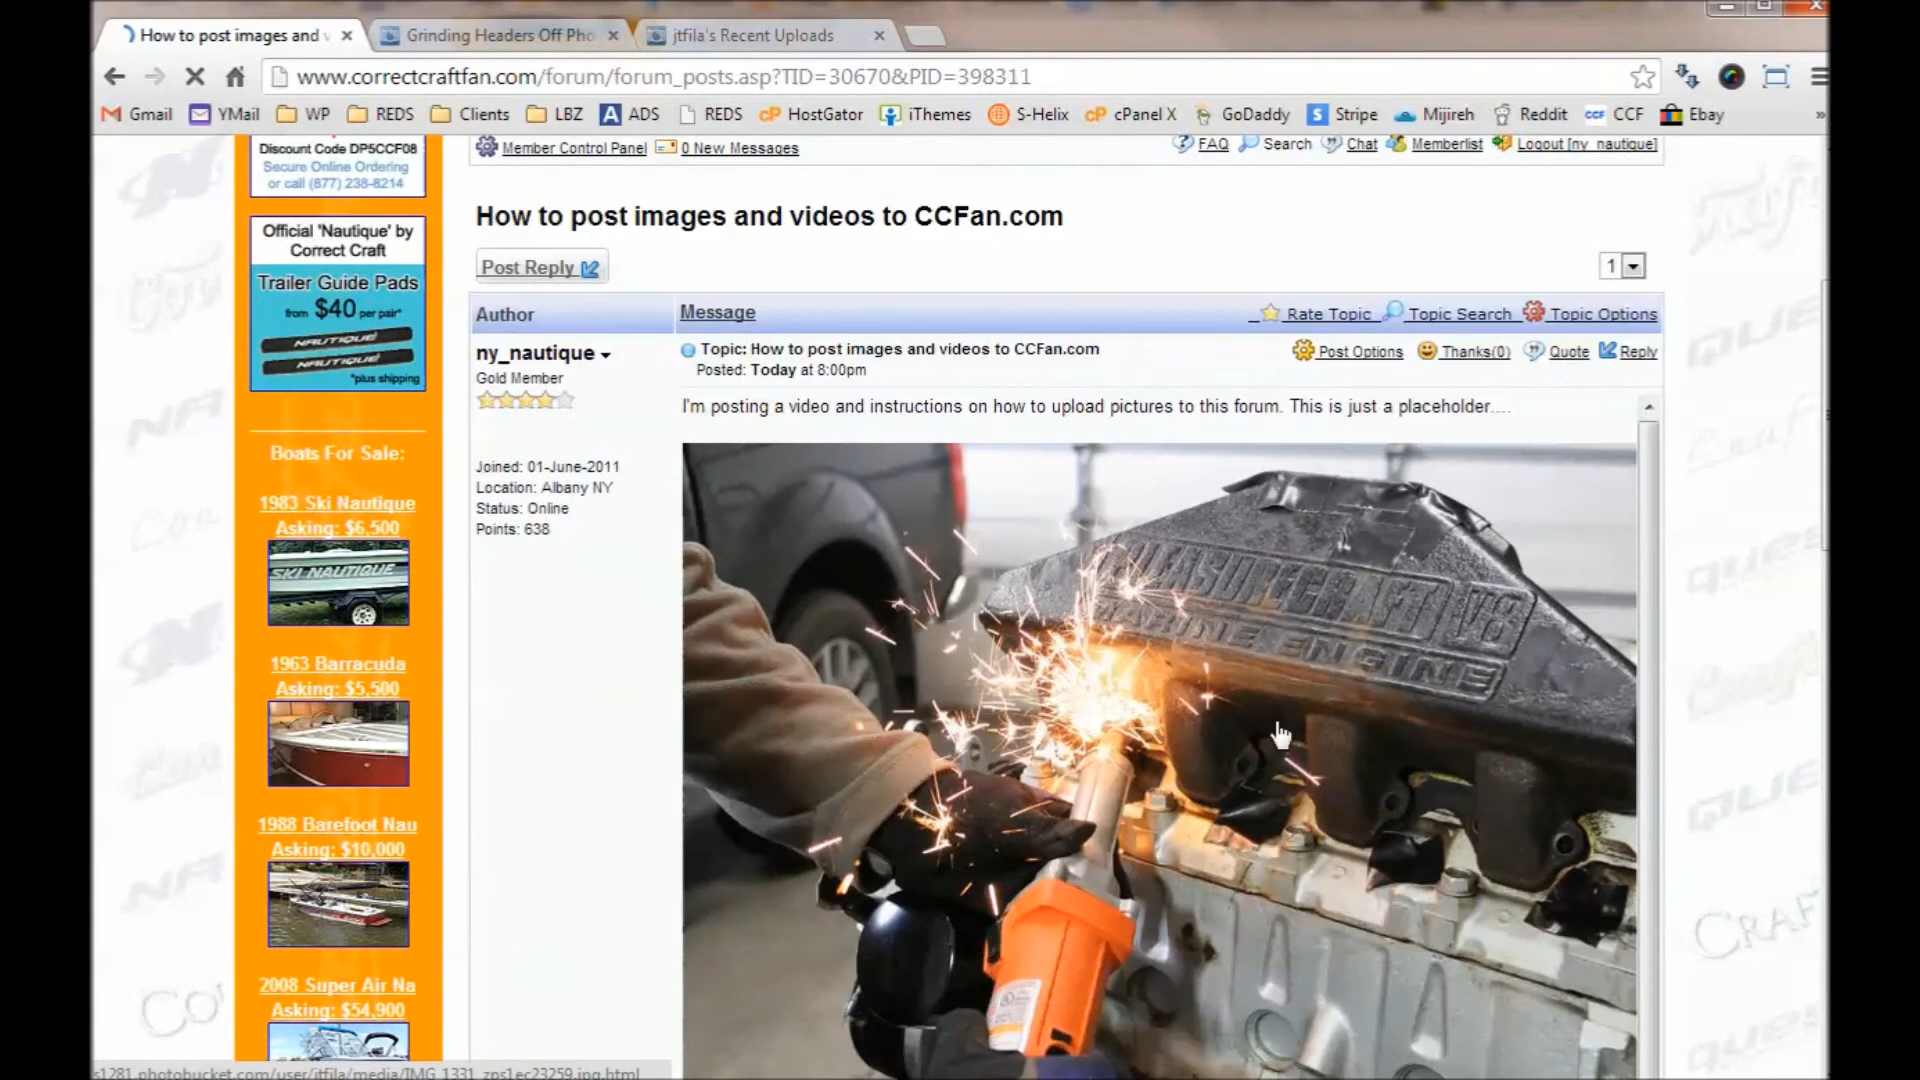 How to post images and v
Grinding Headers Off Pho
jtfila's Recent Uploads
www.correctcraftfan.com/forum/forum_posts.asp?TID=30670&PID=398311
Gmail YMail WP REDS Clients LBZ ADS REDS HostGator iThemes S-Helix cPanel X GoDaddy Stripe Mijireh Reddit CCF Ebay
Discount Code DP5CCF08
Secure Online Ordering
or call (877) 238-8214
Member Control Panel 0 New Messages
FAQ Search Chat Memberlist Logout [ny_nautique]
Official 'Nautique' by
Correct Craft
Trailer Guide Pads
from $40 per pair*
NAUTIQUE
NAUTIQUE
*plus shipping
How to post images and videos to CCFan.com
Post Reply
1
Author
Message
Rate Topic Topic Search Topic Options
ny_nautique
Gold Member
Joined: 01-June-2011
Location: Albany NY
Status: Online
Points: 638
Topic: How to post images and videos to CCFan.com
Posted: Today at 8:00pm
Post Options Thanks(0) Quote Reply
I'm posting a video and instructions on how to upload pictures to this forum. This is just a placeholder....
MARINE ENGINE
Boats For Sale:
1983 Ski Nautique
Asking: $6,500
SKI NAUTIQUE
1963 Barracuda
Asking: $5,500
1988 Barefoot Nau
Asking: $10,000
2008 Super Air Na
Asking: $54,900
s1281.photobucket.com/user/jtfila/media/IMG_1331_zps1ec23259.jpg.html